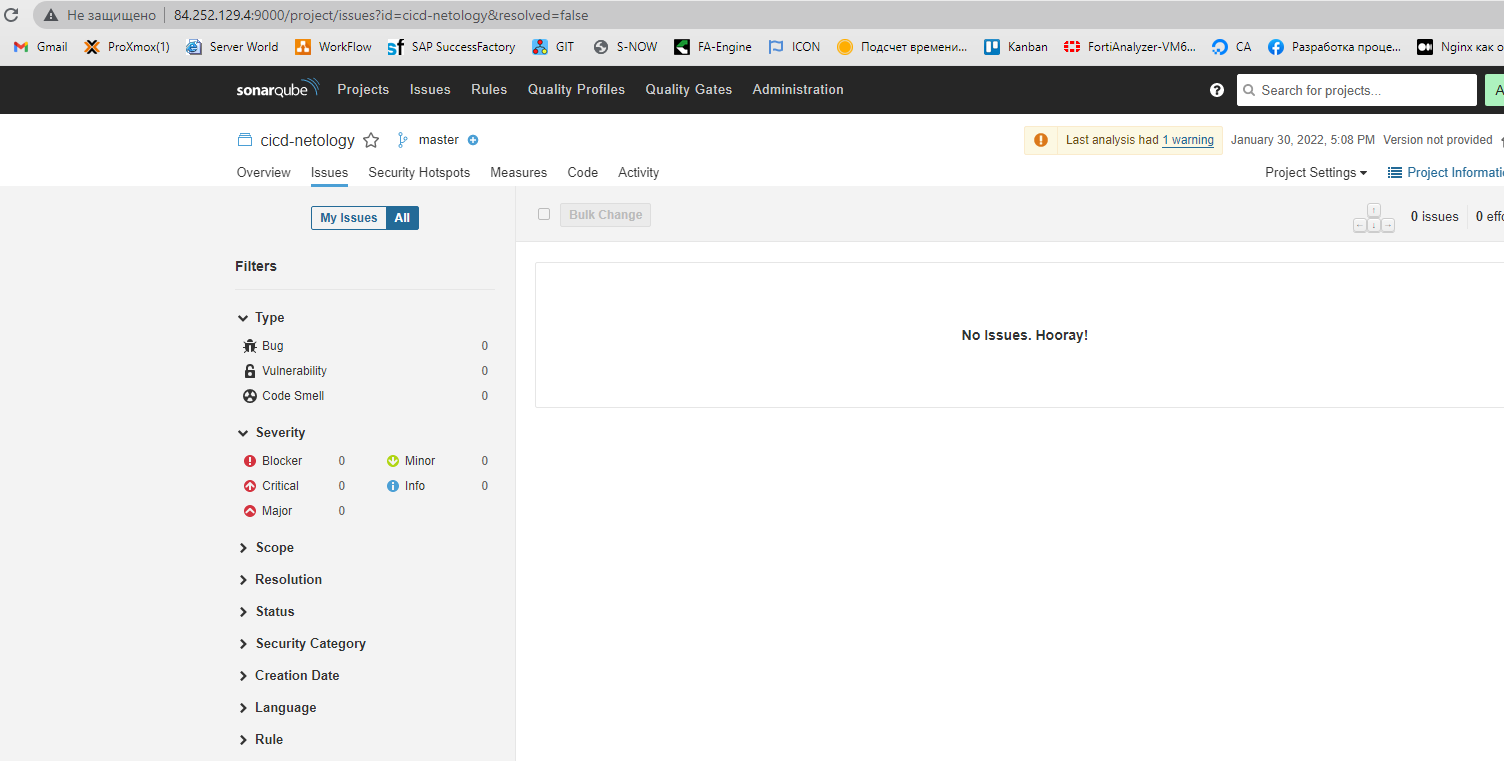 Не защищено 84.252.129.4:9000/project/issues?id=cicd-netology&resolved=false
Gmail ProXmox(1) Server World WorkFlow SAP SuccessFactory GIT S-NOW FA-Engine ICON Подсчет времени... Kanban FortiAnalyzer-VM6... CA Разработка проце... Nginx как о
sonarqube Projects Issues Rules Quality Profiles Quality Gates Administration Search for projects... A
cicd-netology master Last analysis had 1 warning January 30, 2022, 5:08 PM Version not provided
Overview Issues Security Hotspots Measures Code Activity Project Settings Project Informati
My Issues All Bulk Change 0 issues 0 effo
Filters
Type
Bug 0
Vulnerability 0
Code Smell 0
No Issues. Hooray!
Severity
Blocker 0 Minor 0
Critical 0 Info 0
Major 0
Scope
Resolution
Status
Security Category
Creation Date
Language
Rule